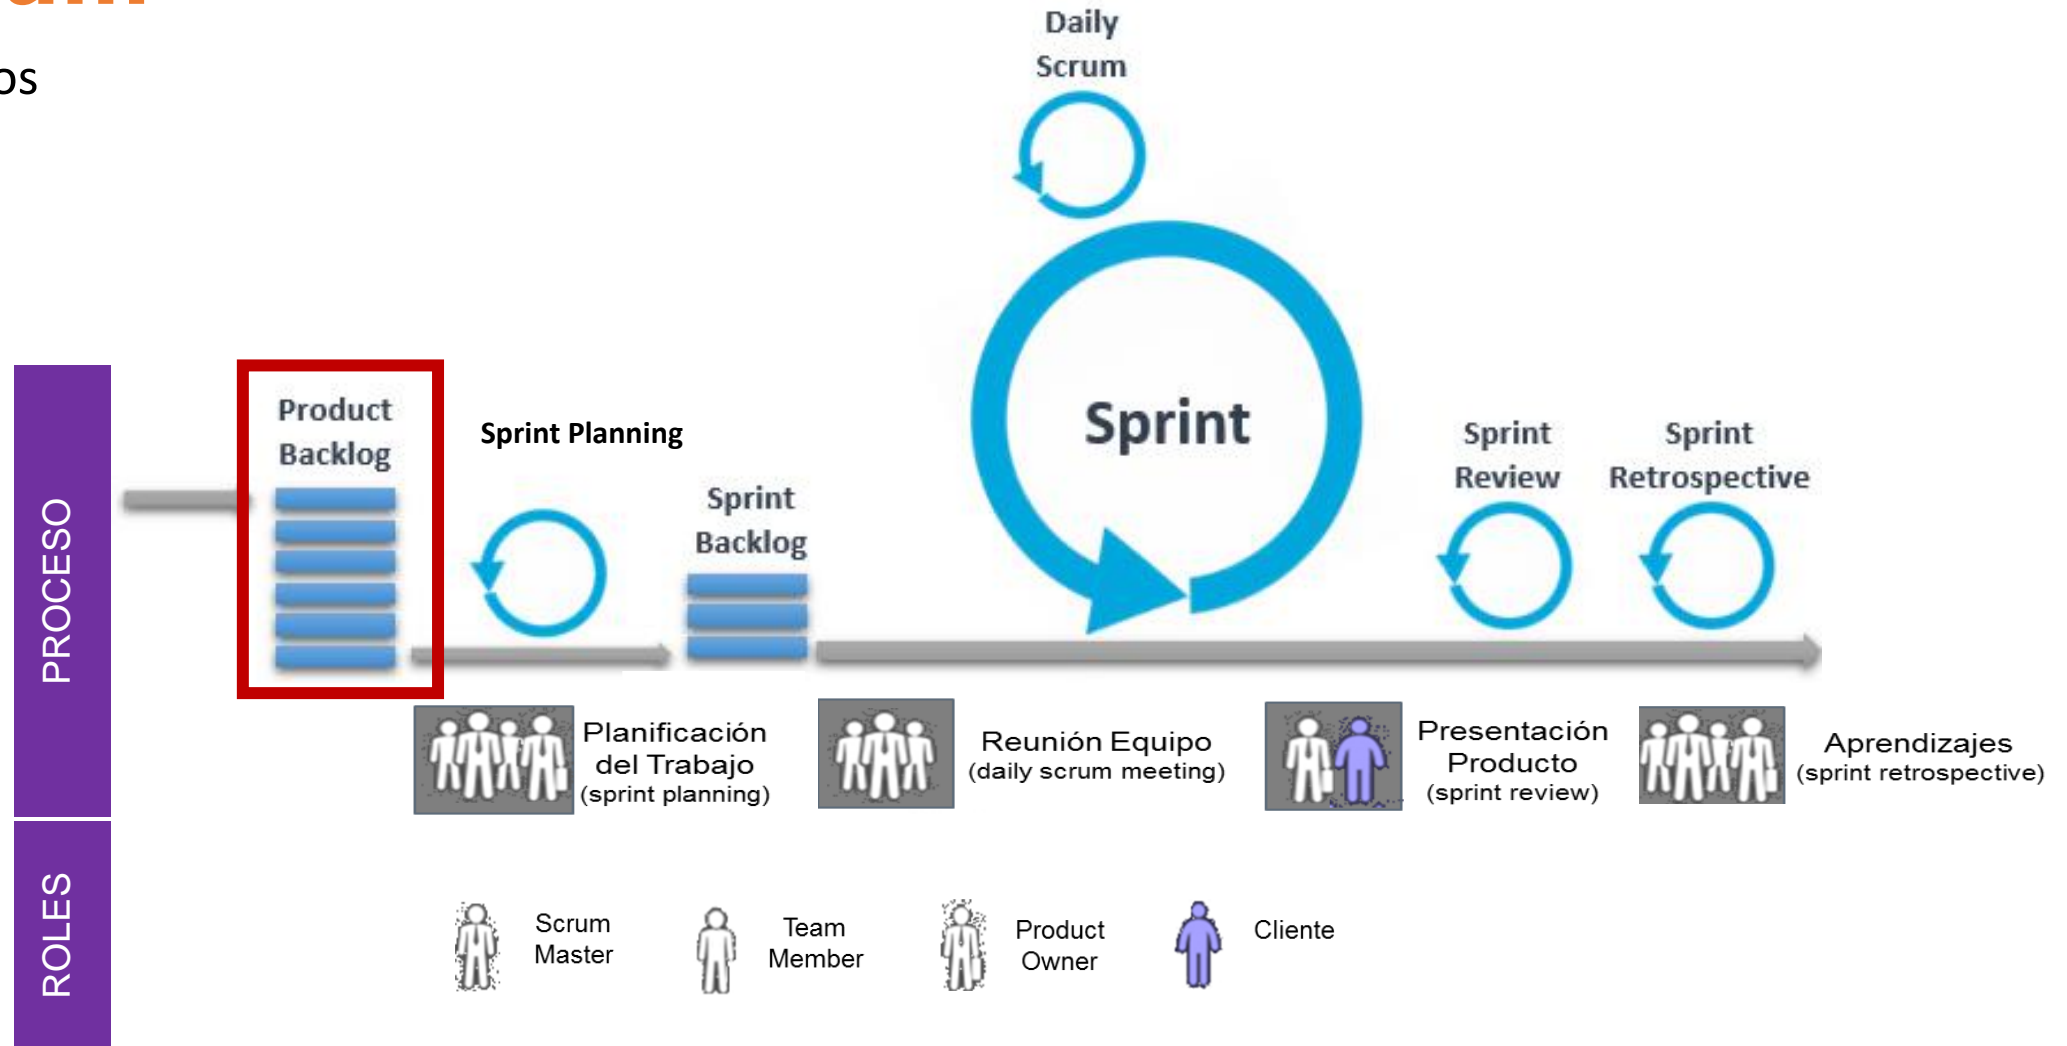 os
Daily
Scrum
Sprint
Product
Backlog
Sprint Planning
Sprint
Backlog
Sprint
Review
Sprint
Retrospective
PROCESO
Planificación
del Trabajo
(sprint planning)
Reunión Equipo
(daily scrum meeting)
Presentación
Producto
(sprint review)
Aprendizajes
(sprint retrospective)
ROLES
Scrum
Master
Team
Member
Product
Owner
Cliente